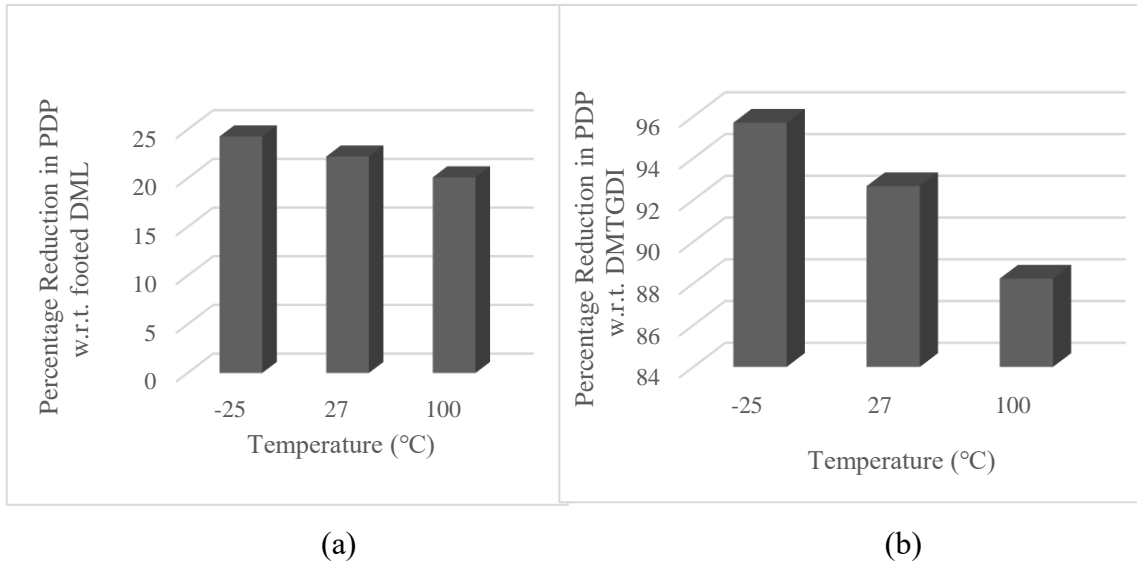 Percentage Reduction in PDP
w.r.t. footed DML
25
20
15
10
5
0
-25 27 100
Temperature (°C)
(a)
Percentage Reduction in PDP
w.r.t. DMTGDI
96
94
92
90
88
86
84
-25 27 100
Temperature (°C)
(b)